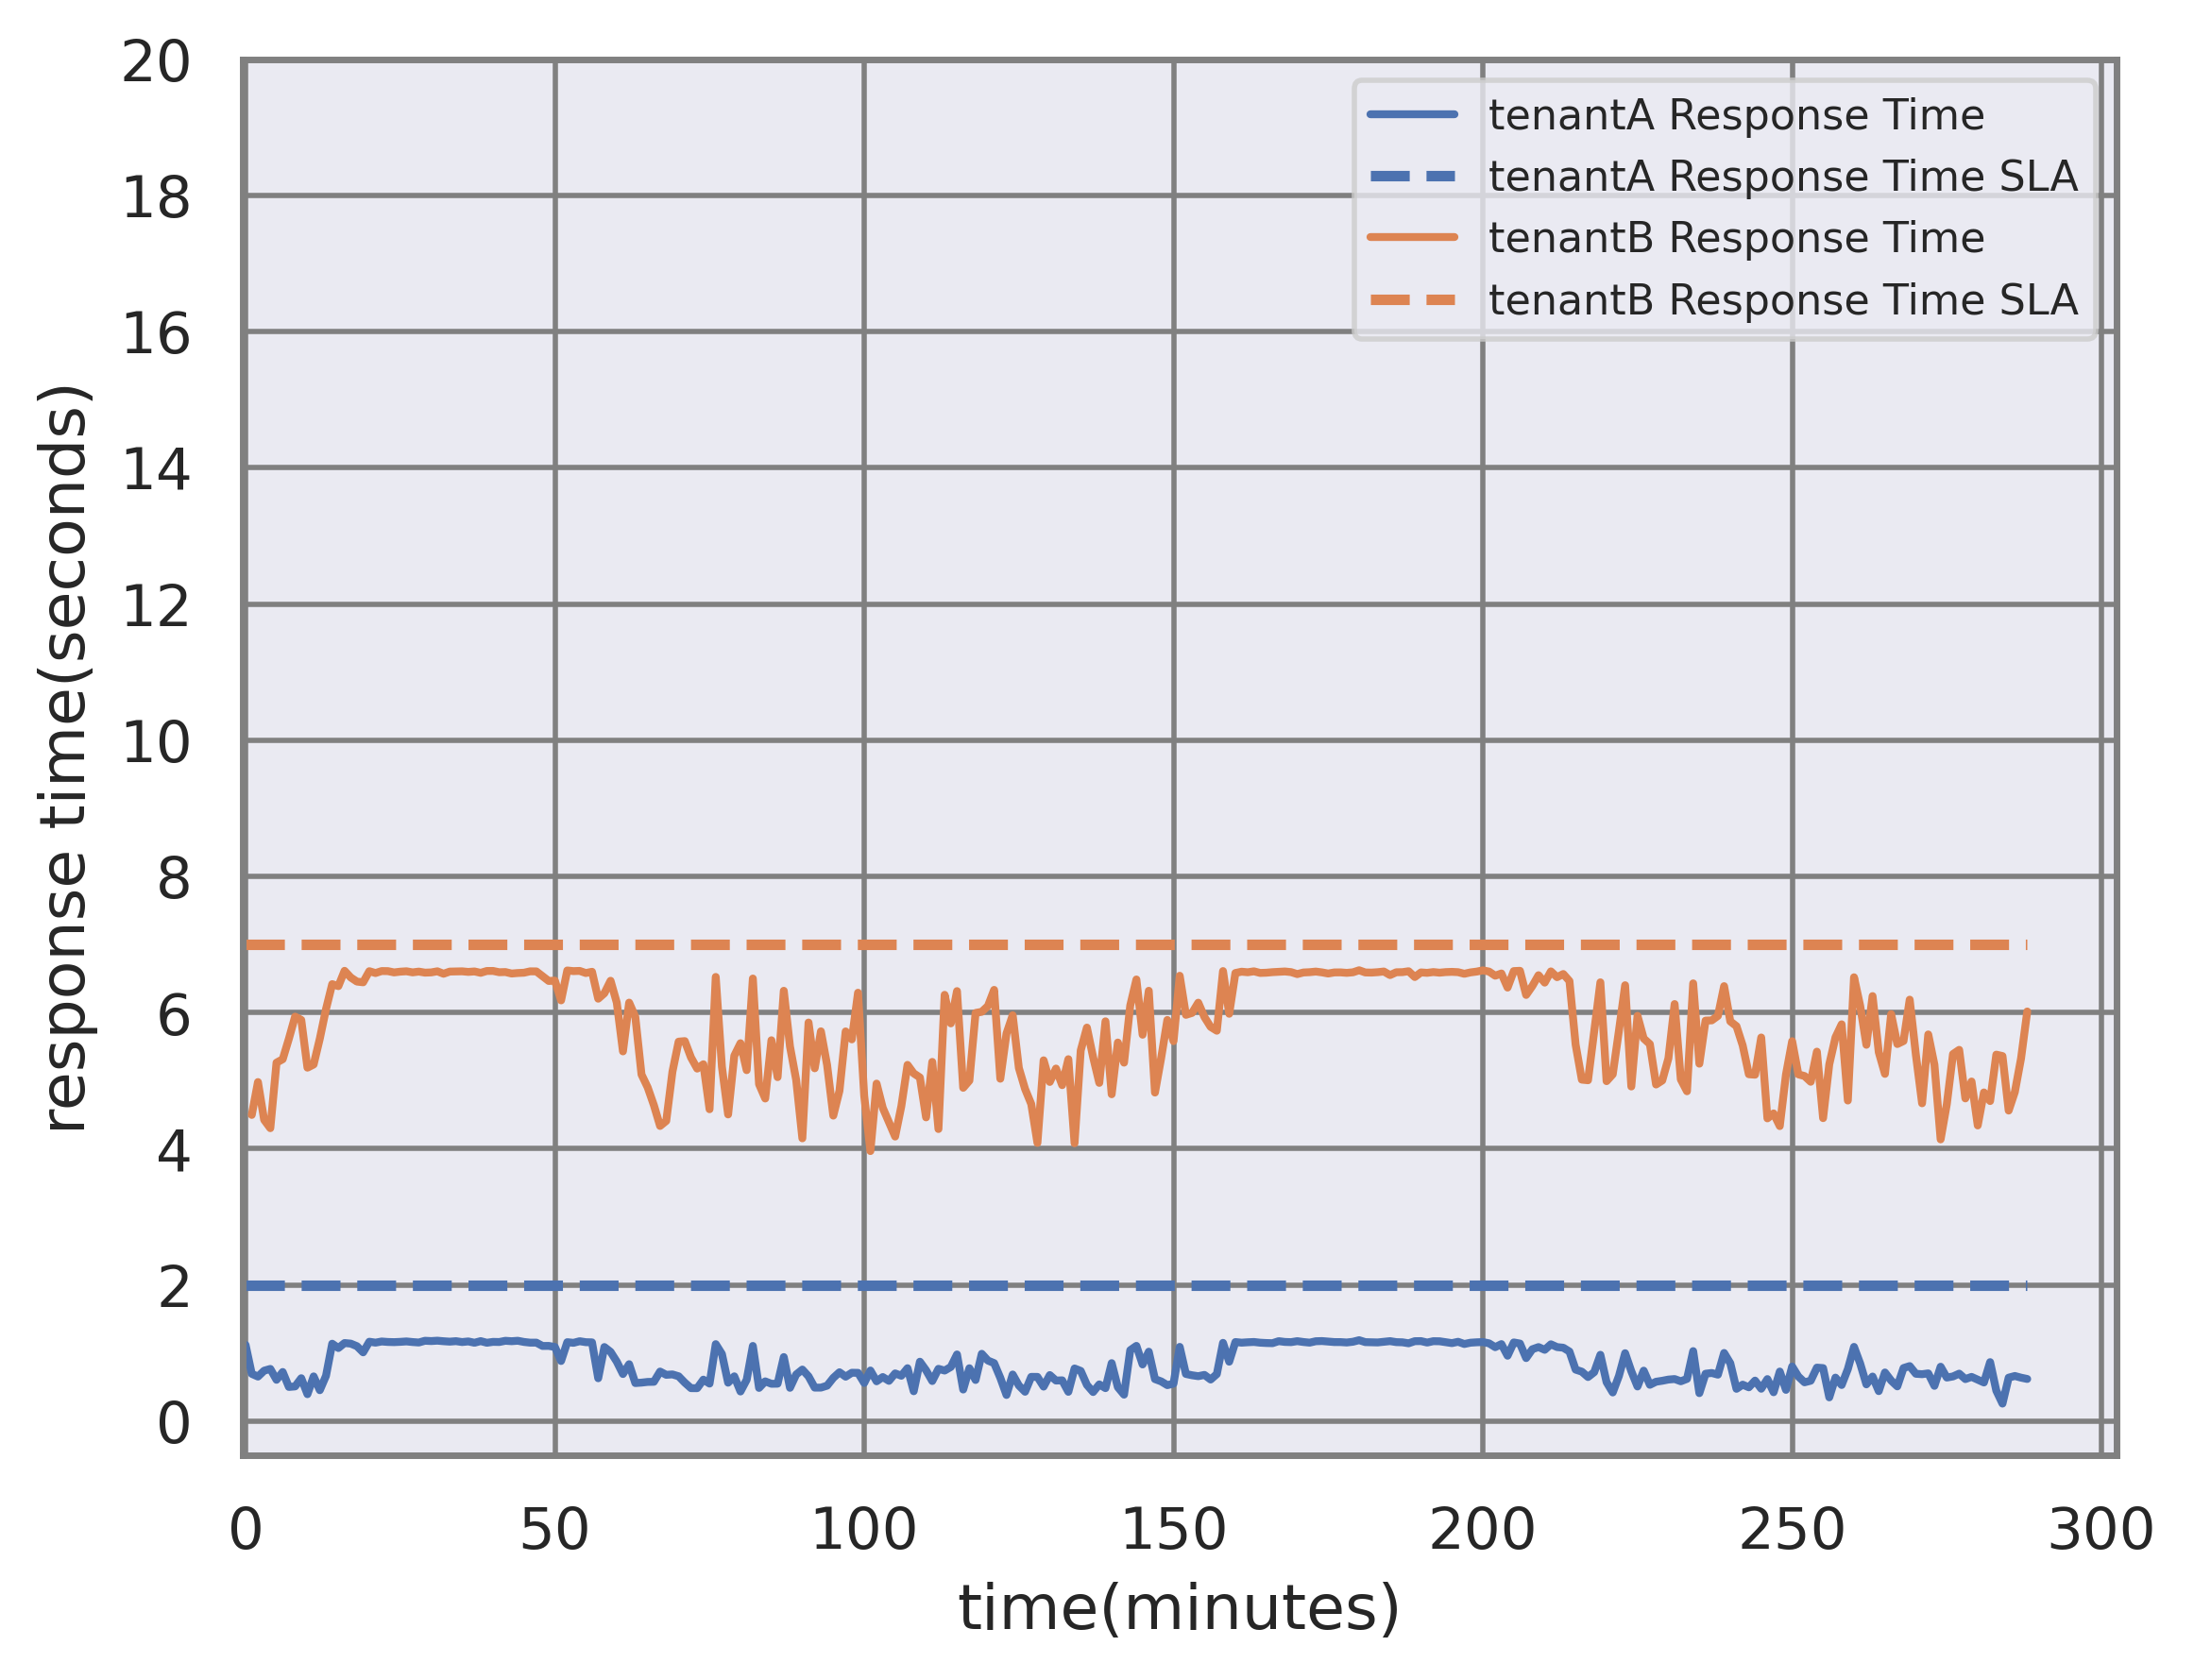 20
18
16
14
12
10
8
6
4
2
0
response time(seconds)
tenantA Response Time
tenantA Response Time SLA
tenantB Response Time
tenantB Response Time SLA
0 50 100 150 200 250 300
time(minutes)